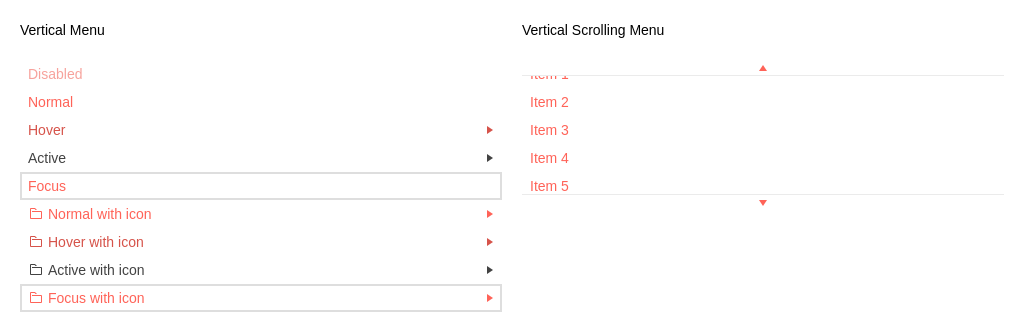 Vertical Menu
Disabled
Normal
Hover
Active
Focus
Normal with icon
Hover with icon
Active with icon
Focus with icon
Vertical Scrolling Menu
Item 1
Item 2
Item 3
Item 4
Item 5